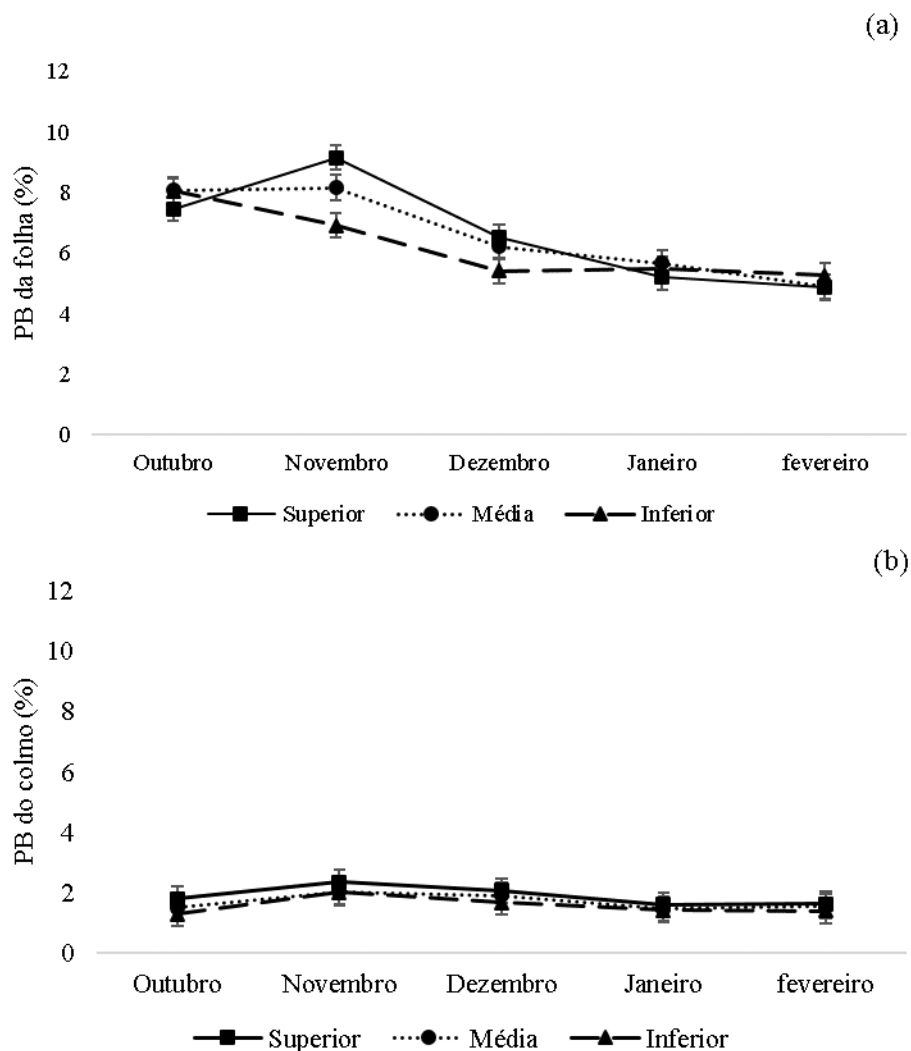 (a)
PB da folha (%)
12
10
8
6
4
2
0
Outubro Novembro Dezembro Janeiro fevereiro
Superior Média Inferior
(b)
PB do colmo (%)
12
10
8
6
4
2
0
Outubro Novembro Dezembro Janeiro fevereiro
Superior Média Inferior